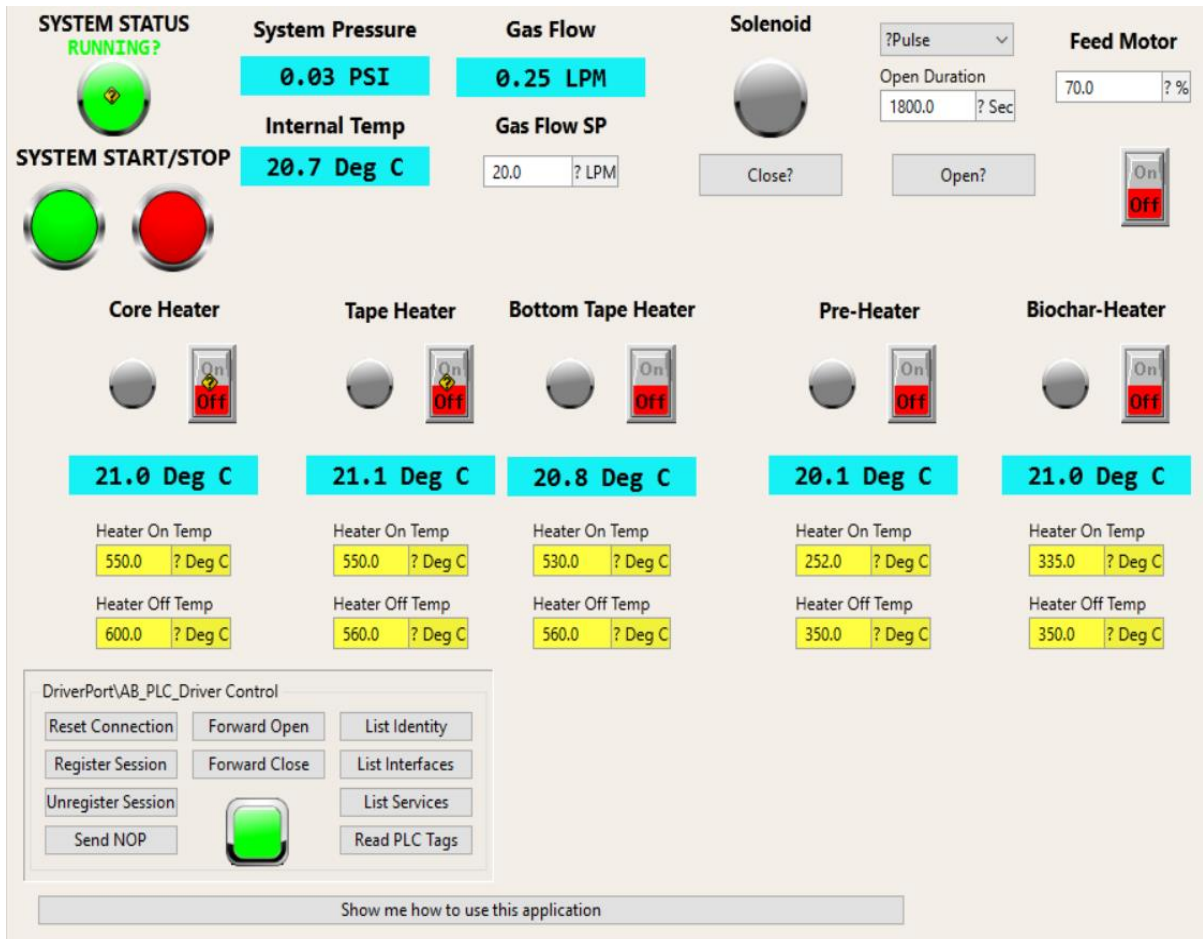 SYSTEM STATUS
RUNNING?
System Pressure
0.03 PSI
Gas Flow
0.25 LPM
Solenoid
?Pulse
Open Duration
1800.0 ? Sec
Feed Motor
70.0 ? %
Internal Temp
20.7 Deg C
Gas Flow SP
20.0 ? LPM
SYSTEM START/STOP
Close?
Open?
On
Off
Core Heater
Tape Heater
Bottom Tape Heater
Pre-Heater
Biochar-Heater
On
Off
On
Off
On
Off
On
Off
On
Off
21.0 Deg C
21.1 Deg C
20.8 Deg C
20.1 Deg C
21.0 Deg C
Heater On Temp
Heater On Temp
Heater On Temp
Heater On Temp
Heater On Temp
550.0 ? Deg C
550.0 ? Deg C
530.0 ? Deg C
252.0 ? Deg C
335.0 ? Deg C
Heater Off Temp
Heater Off Temp
Heater Off Temp
Heater Off Temp
Heater Off Temp
600.0 ? Deg C
560.0 ? Deg C
560.0 ? Deg C
350.0 ? Deg C
350.0 ? Deg C
DriverPort\AB_PLC_Driver Control
Reset Connection
Forward Open
List Identity
Register Session
Forward Close
List Interfaces
Unregister Session
List Services
Send NOP
Read PLC Tags
Show me how to use this application